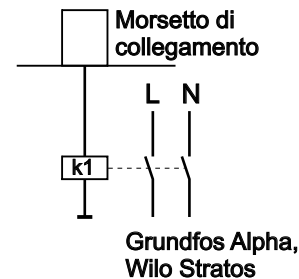 Morsetto di
collegamento
L N
k1
Grundfos Alpha,
Wilo Stratos